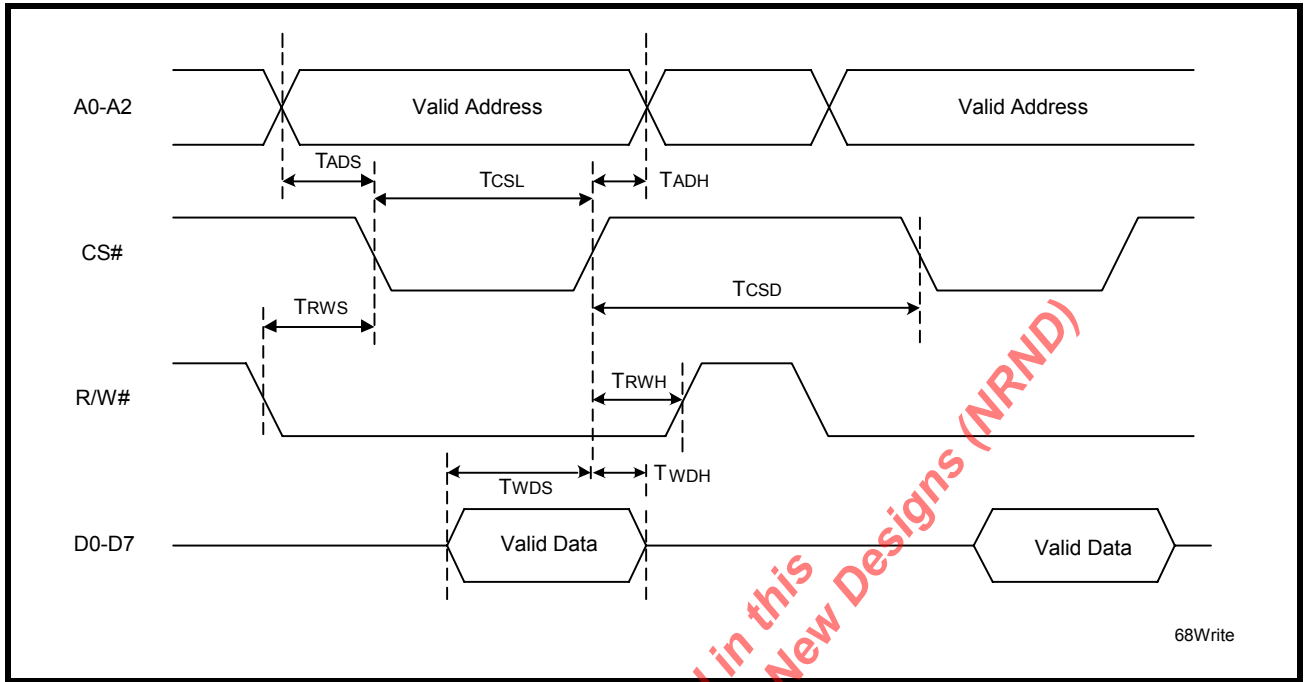 A0-A2
Valid Address
Valid Address
TADS
TCSL
TADH
CS#
TCSD
TRWS
R/W#
TRWH
TWDS
TWDH
D0-D7
Valid Data
Valid Data
in this
New Designs (NRND)
68Write